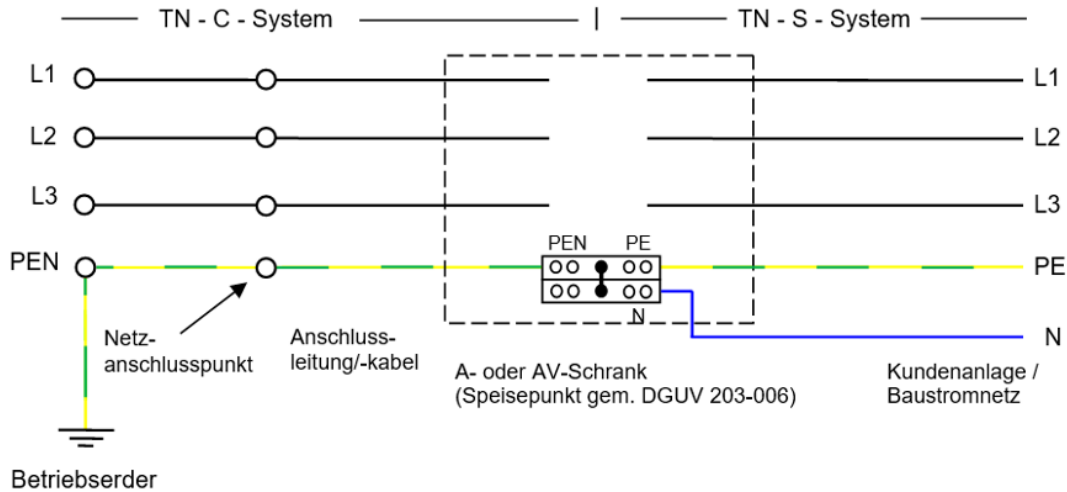 TN - C - System | TN - S - System
L1 L1
L2 L2
L3 L3
PEN PE
PEN PE
N
N
Netz-
anschlusspunkt
Anschluss-
leitung/-kabel
A- oder AV-Schrank
(Speisepunkt gem. DGUV 203-006)
Kundenanlage /
Baustromnetz
Betriebserder